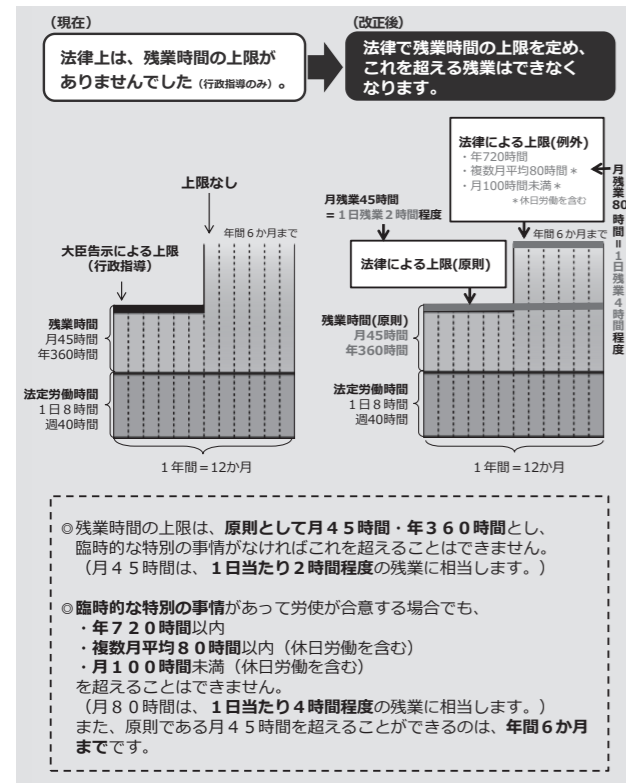 （現在）
法律上は、残業時間の上限が
ありませんでした（行政指導のみ）。
（改正後）
法律で残業時間の上限を定め、
これを超える残業はできなく
なります。
上限なし
年間６か月まで
大臣告示による上限
（行政指導）
残業時間
月45時間
年360時間
法定労働時間
１日８時間
週40時間
１年間＝12か月
法律による上限(例外)
・年720時間
・複数月平均80時間＊
・月100時間未満＊
＊休日労働を含む
月残業80時間＝１日残業４時間程度
月残業45時間
＝１日残業２時間程度
年間６か月まで
法律による上限(原則)
残業時間(原則)
月45時間
年360時間
法定労働時間
１日８時間
週40時間
１年間＝12か月
◎残業時間の上限は、原則として月４５時間・年３６０時間とし、
臨時的な特別の事情がなければこれを超えることはできません。
（月４５時間は、１日当たり２時間程度の残業に相当します。）
◎臨時的な特別の事情があって労使が合意する場合でも、
・年７２０時間以内
・複数月平均８０時間以内（休日労働を含む）
・月１００時間未満（休日労働を含む）
を超えることはできません。
（月８０時間は、１日当たり４時間程度の残業に相当します。）
また、原則である月４５時間を超えることができるのは、年間６か月
までです。